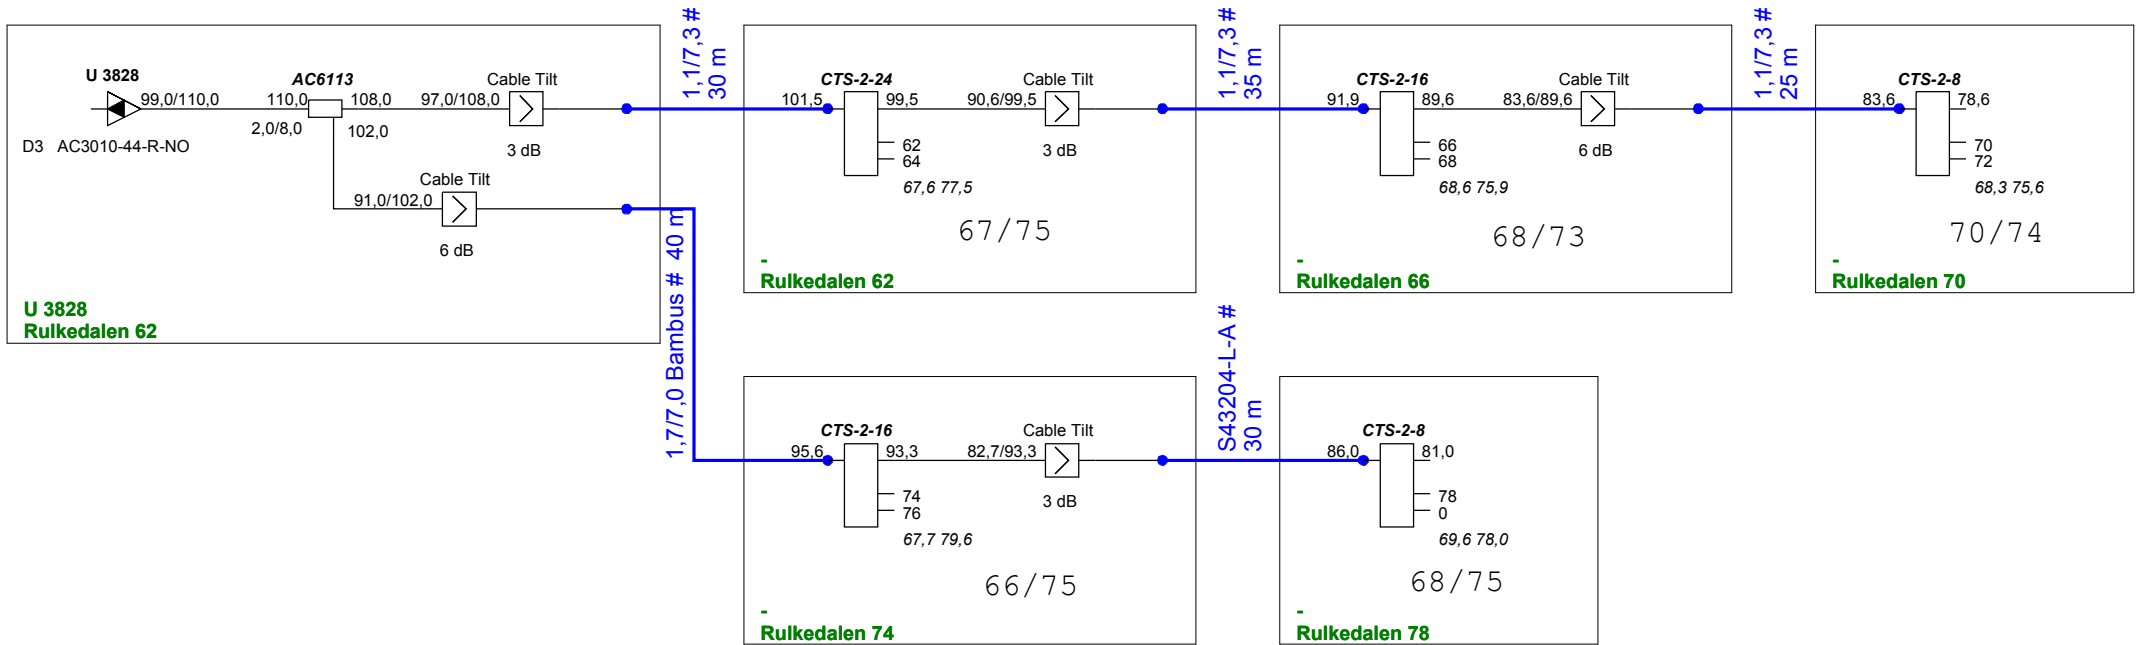 U 3828
99,0/110,0
D3 AC3010-44-R-NO
AC6113
110,0
108,0
2,0/8,0
102,0
Cable Tilt
97,0/108,0
3 dB
Cable Tilt
91,0/102,0
6 dB
U 3828
Rulkedalen 62
1,1/7,3 #
30 m
CTS-2-24
101,5
99,5
62
64
67,6 77,5
Cable Tilt
90,6/99,5
3 dB
67/75
-
Rulkedalen 62
1,1/7,3 #
35 m
CTS-2-16
91,9
89,6
66
68
68,6 75,9
Cable Tilt
83,6/89,6
6 dB
68/73
-
Rulkedalen 66
1,1/7,3 #
25 m
CTS-2-8
83,6
78,6
70
72
68,3 75,6
70/74
-
Rulkedalen 70
1,7/7,0 Bambus # 40 m
CTS-2-16
95,6
93,3
74
76
67,7 79,6
Cable Tilt
82,7/93,3
3 dB
66/75
-
Rulkedalen 74
S43204-L-A #
30 m
CTS-2-8
86,0
81,0
78
0
69,6 78,0
68/75
-
Rulkedalen 78